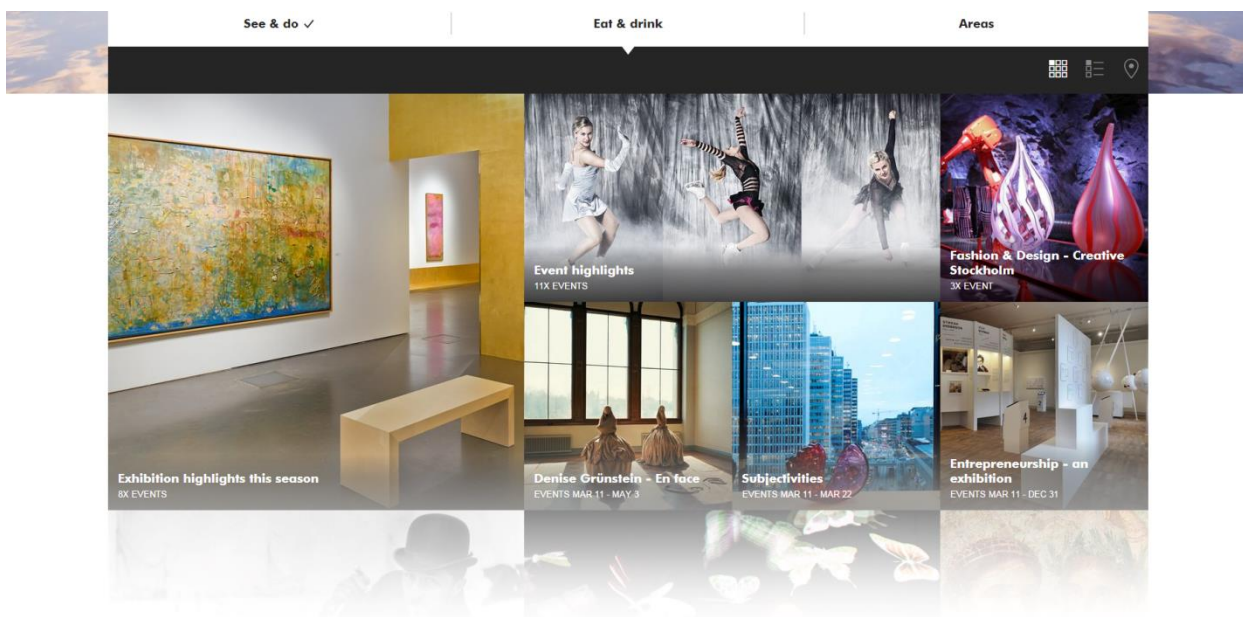 See & do ✓
Eat & drink
Areas
Event highlights
11X EVENTS
Fashion & Design - Creative
Stockholm
3X EVENT
Exhibition highlights this season
8X EVENTS
Denise Grünstein - En face
EVENTS MAR 11 - MAY 3
Subjectivities
EVENTS MAR 11 - MAR 22
Entrepreneurship - an
exhibition
EVENTS MAR 11 - DEC 31